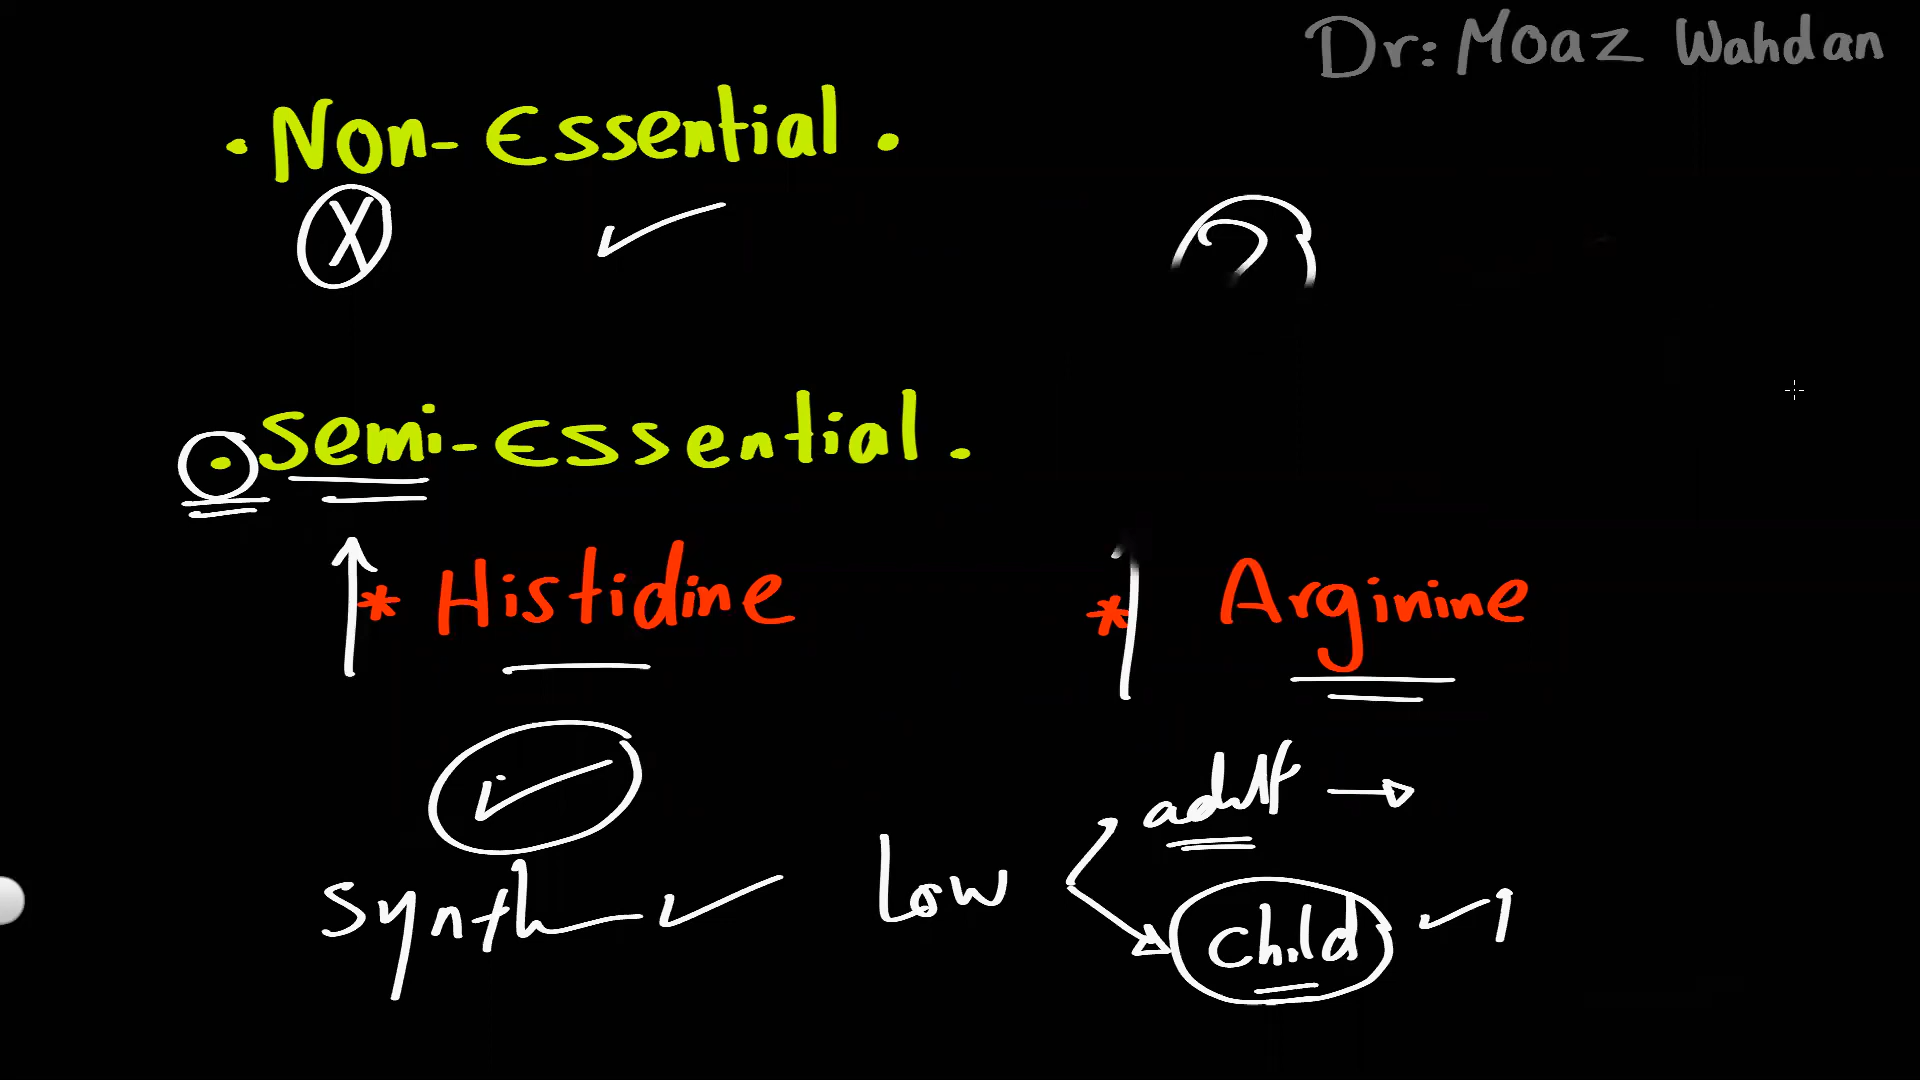 Dr: Moaz Wahdan
• Non-Essential .
X ✓
• Semi-Essential .
* Histidine * Arginine
✓
adult →
synth ✓ Low
child ✓